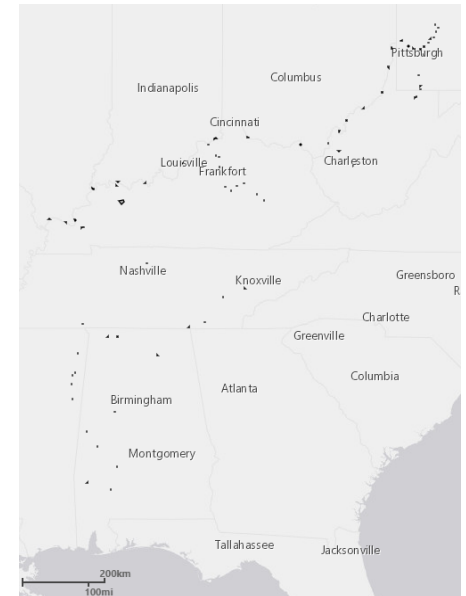 Pittsburgh
Columbus
Indianapolis
Cincinnati
Louisville
Frankfort
Charleston
Nashville
Knoxville
Greensboro
R
Charlotte
Greenville
Columbia
Atlanta
Birmingham
Montgomery
Tallahassee
Jacksonville
200km
100mi